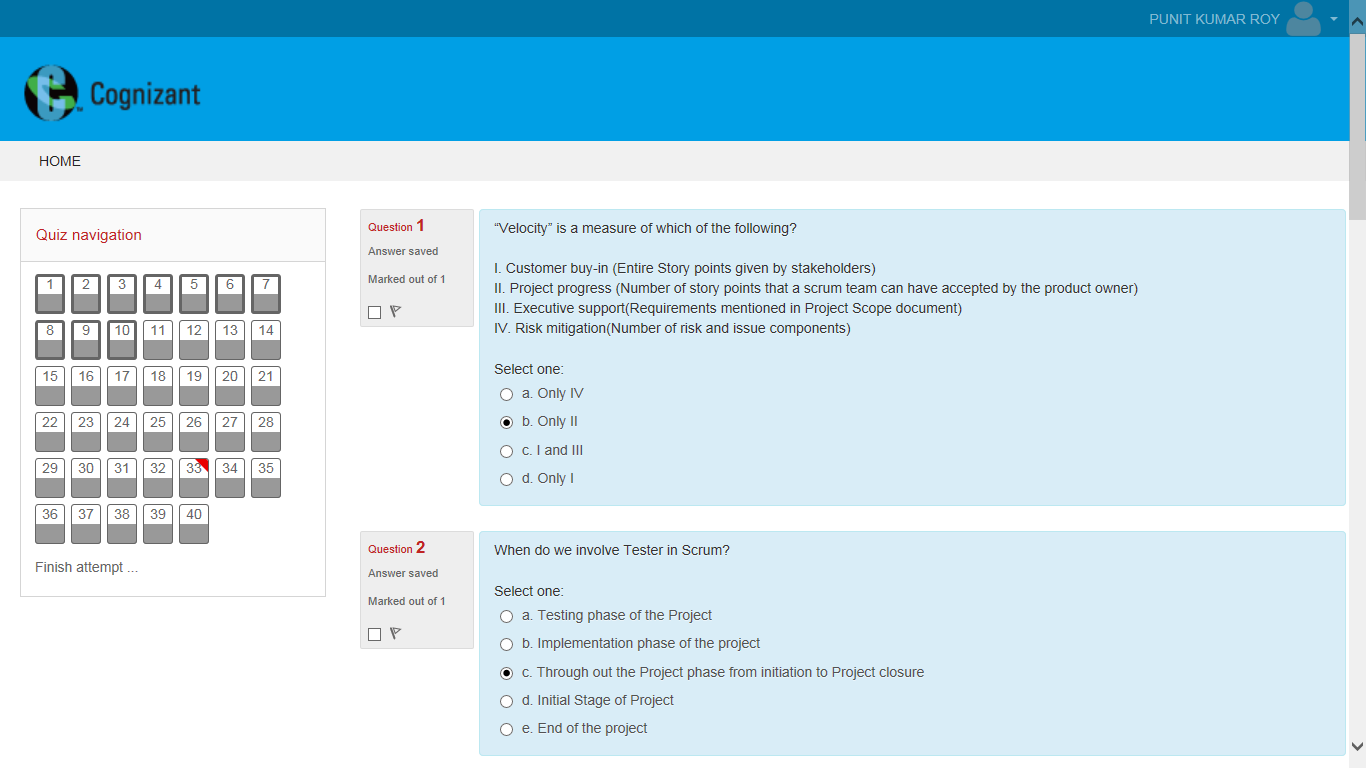 PUNIT KUMAR ROY
Cognizant
HOME
Quiz navigation
1 2 3 4 5 6 7
8 9 10 11 12 13 14
15 16 17 18 19 20 21
22 23 24 25 26 27 28
29 30 31 32 33 34 35
36 37 38 39 40
Finish attempt ...
Question 1
Answer saved
Marked out of 1
“Velocity” is a measure of which of the following?
I. Customer buy-in (Entire Story points given by stakeholders)
II. Project progress (Number of story points that a scrum team can have accepted by the product owner)
III. Executive support(Requirements mentioned in Project Scope document)
IV. Risk mitigation(Number of risk and issue components)
Select one:
a. Only IV
b. Only II
c. I and III
d. Only I
Question 2
Answer saved
Marked out of 1
When do we involve Tester in Scrum?
Select one:
a. Testing phase of the Project
b. Implementation phase of the project
c. Through out the Project phase from initiation to Project closure
d. Initial Stage of Project
e. End of the project